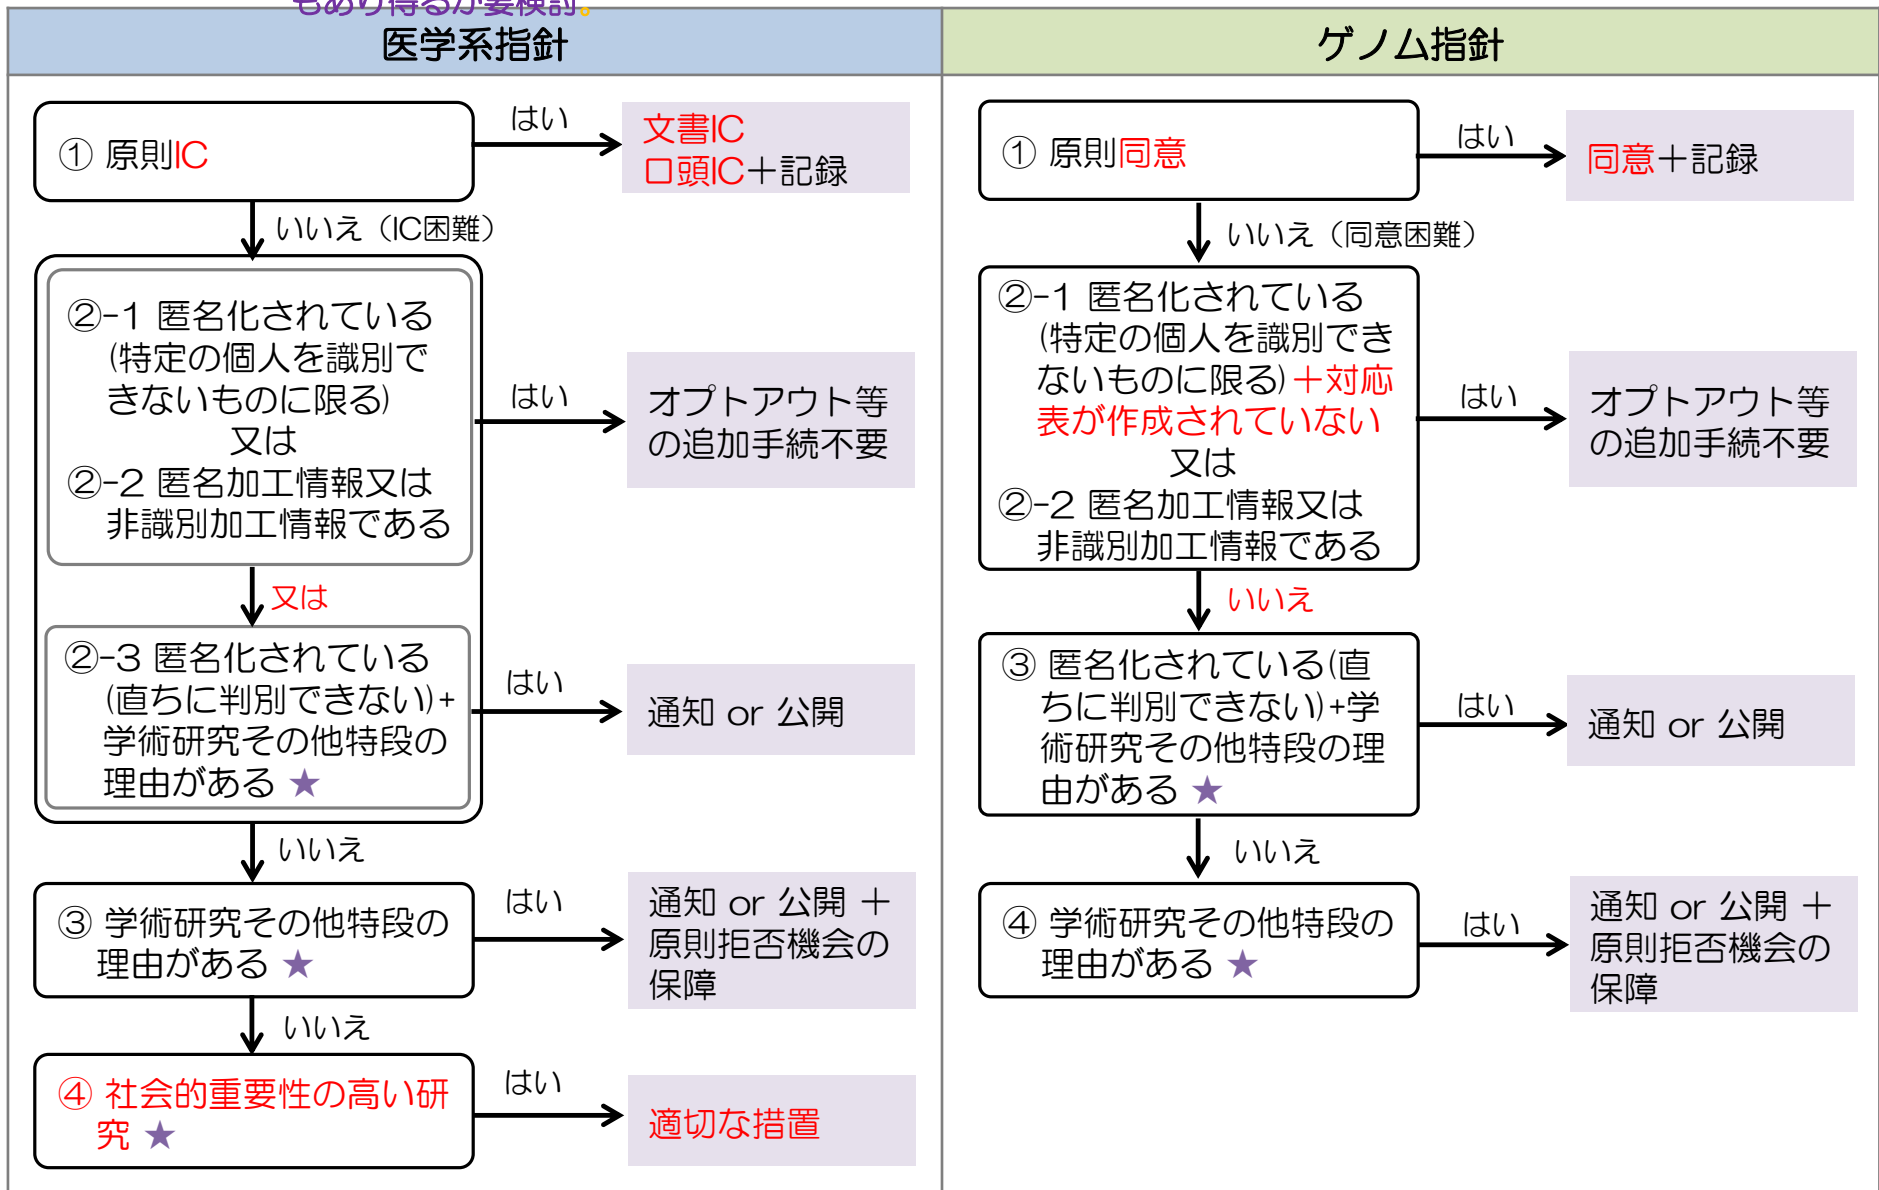 もあり得るか要検討。
医学系指針
① 原則IC
はい
文書IC
口頭IC＋記録
いいえ（IC困難）
②-1 匿名化されている
(特定の個人を識別で
きないものに限る)
又は
②-2 匿名加工情報又は
非識別加工情報である
はい
オプトアウト等
の追加手続不要
又は
②-3 匿名化されている
(直ちに判別できない)+
学術研究その他特段の
理由がある ★
はい
通知 or 公開
いいえ
③ 学術研究その他特段の
理由がある ★
はい
通知 or 公開 ＋
原則拒否機会の
保障
いいえ
④ 社会的重要性の高い研
究 ★
はい
適切な措置
ゲノム指針
① 原則同意
はい
同意＋記録
いいえ（同意困難）
②-1 匿名化されている
(特定の個人を識別でき
ないものに限る)＋対応
表が作成されていない
又は
②-2 匿名加工情報又は
非識別加工情報である
はい
オプトアウト等
の追加手続不要
いいえ
③ 匿名化されている(直
ちに判別できない)+学
術研究その他特段の理
由がある ★
はい
通知 or 公開
いいえ
④ 学術研究その他特段の
理由がある ★
はい
通知 or 公開 ＋
原則拒否機会の
保障